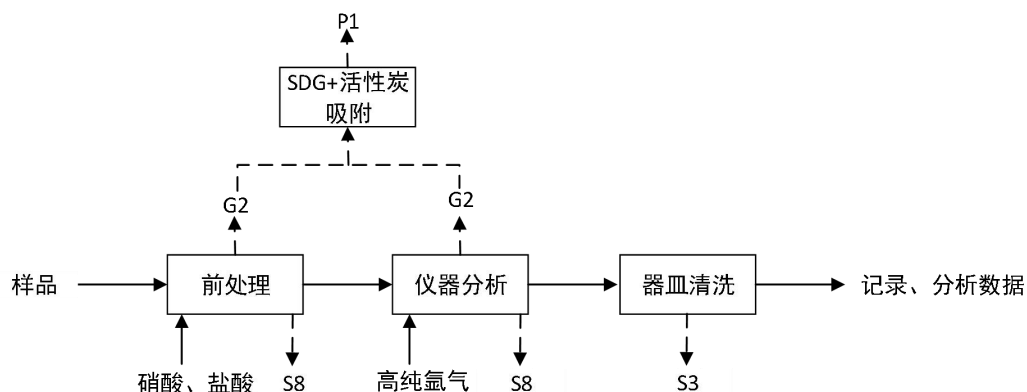 P1
SDG+活性炭
吸附
G2
G2
样品
前处理
仪器分析
器皿清洗
记录、分析数据
硝酸、盐酸
S8
高纯氩气
S8
S3